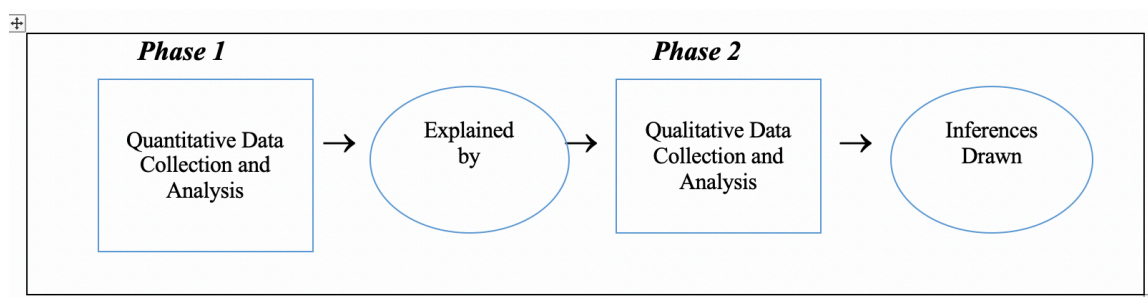 Phase 1
Phase 2
Quantitative Data
Collection and
Analysis
Explained
by
Qualitative Data
Collection and
Analysis
Inferences
Drawn